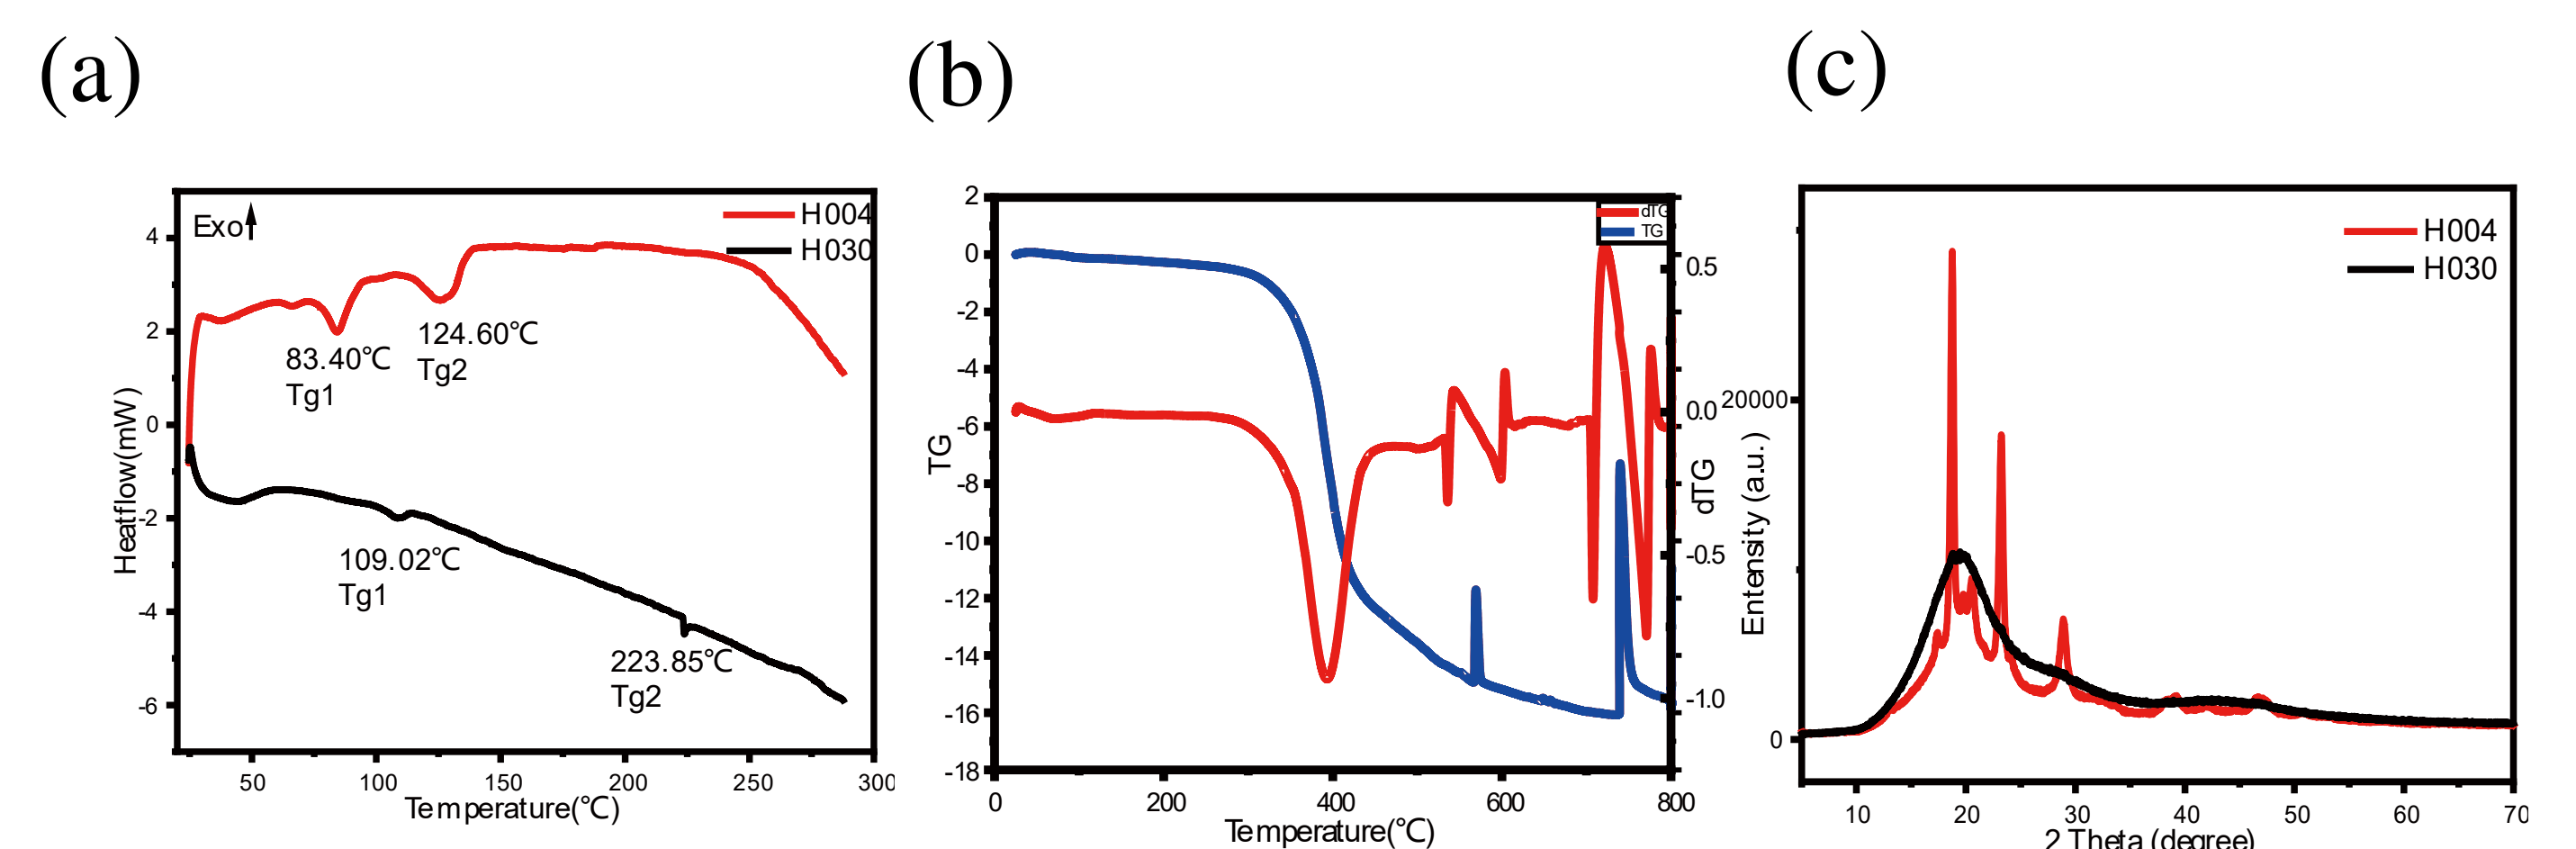 (a)
(b)
(c)
Exo
H004
H030
4
2
0
-2
-4
-6
Heatflow(mW)
83.40℃
Tg1
124.60℃
Tg2
109.02℃
Tg1
223.85℃
Tg2
50
100
150
200
250
300
Temperature(℃)
2
0
-2
-4
-6
-8
-10
-12
-14
-16
-18
TG
dTG
TG
0.5
0.0
-0.5
-1.0
dTG
0
200
400
600
800
Temperature(℃)
H004
H030
20000
0
Entensity (a.u.)
10
20
30
40
50
60
70
2 Theta (degree)